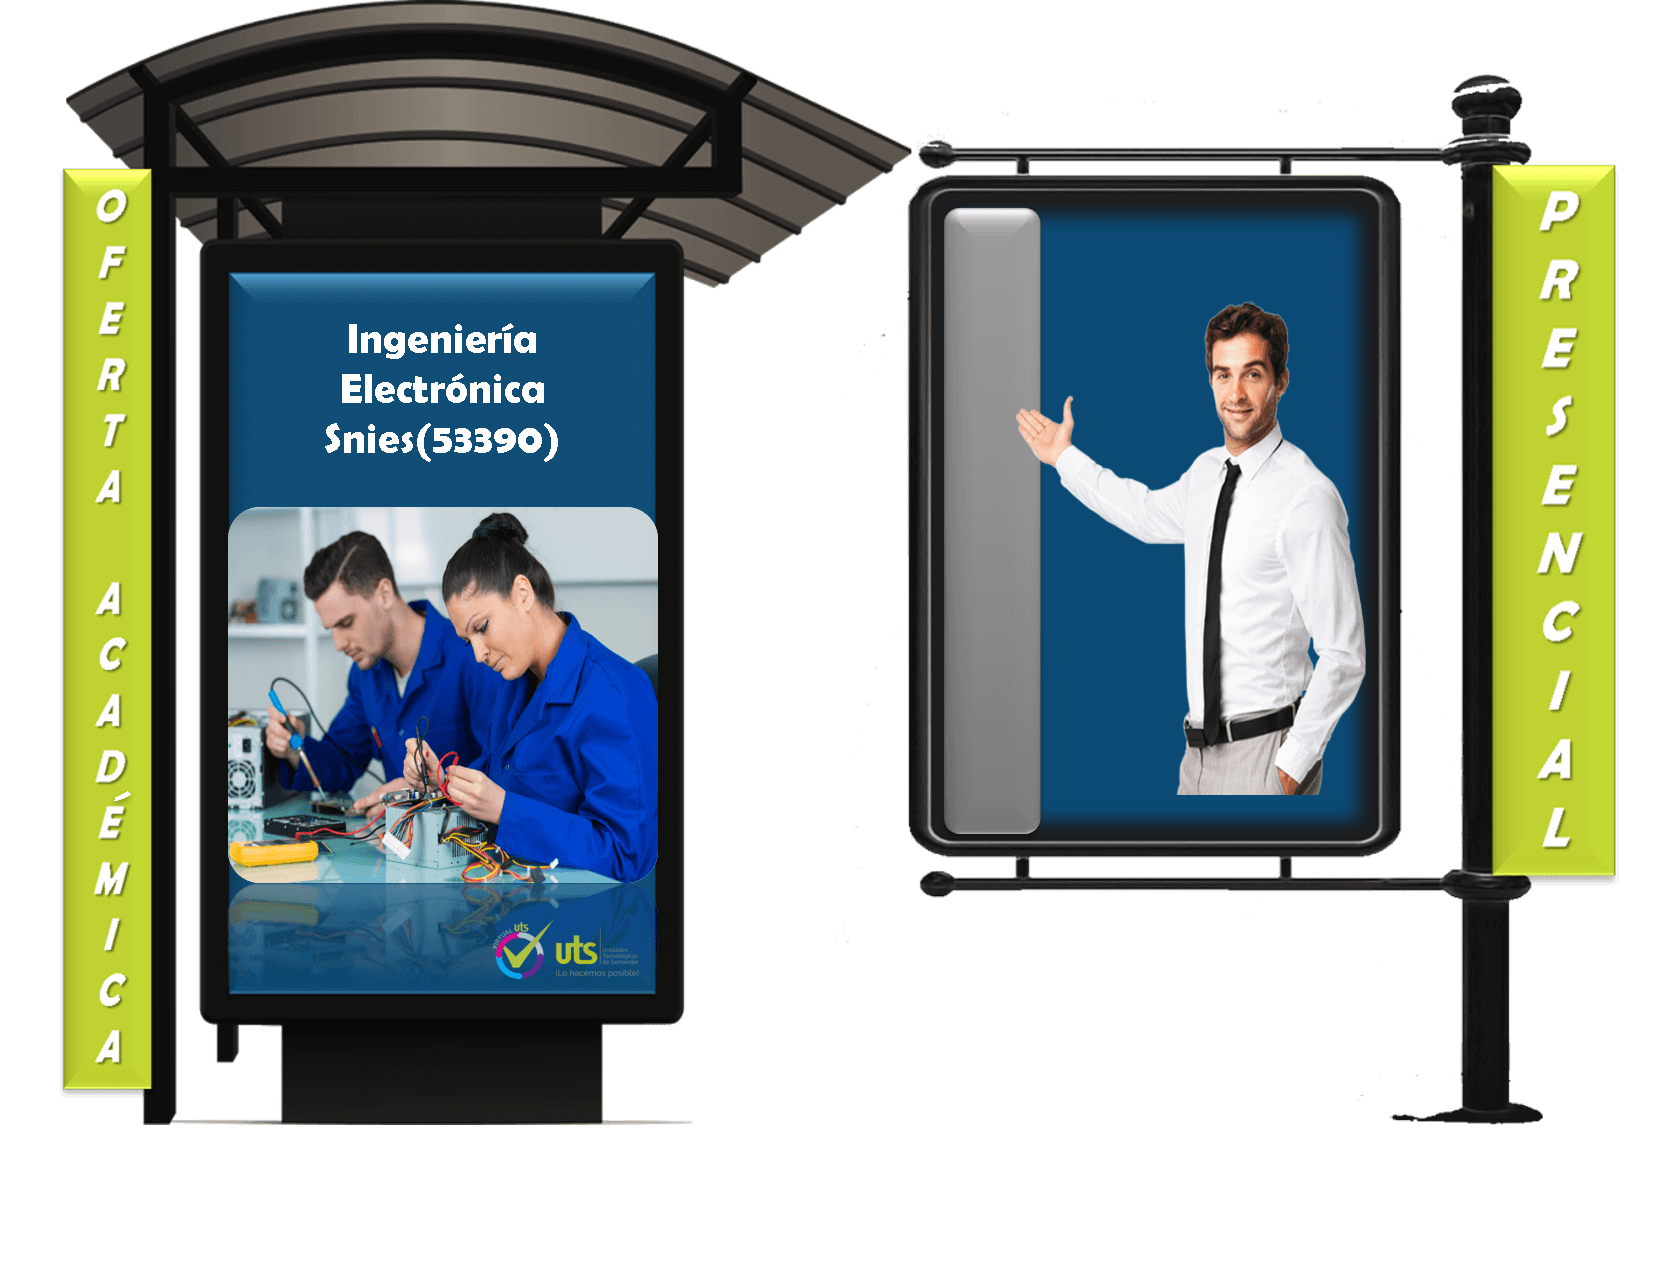 OFERTA ACADÉMICA
Ingeniería
Electrónica
Snies(53390)
VIRTUAL uts
uts
Unidades
Tecnológicas
de Santander
¡Lo hacemos posible!
PRESENCIAL